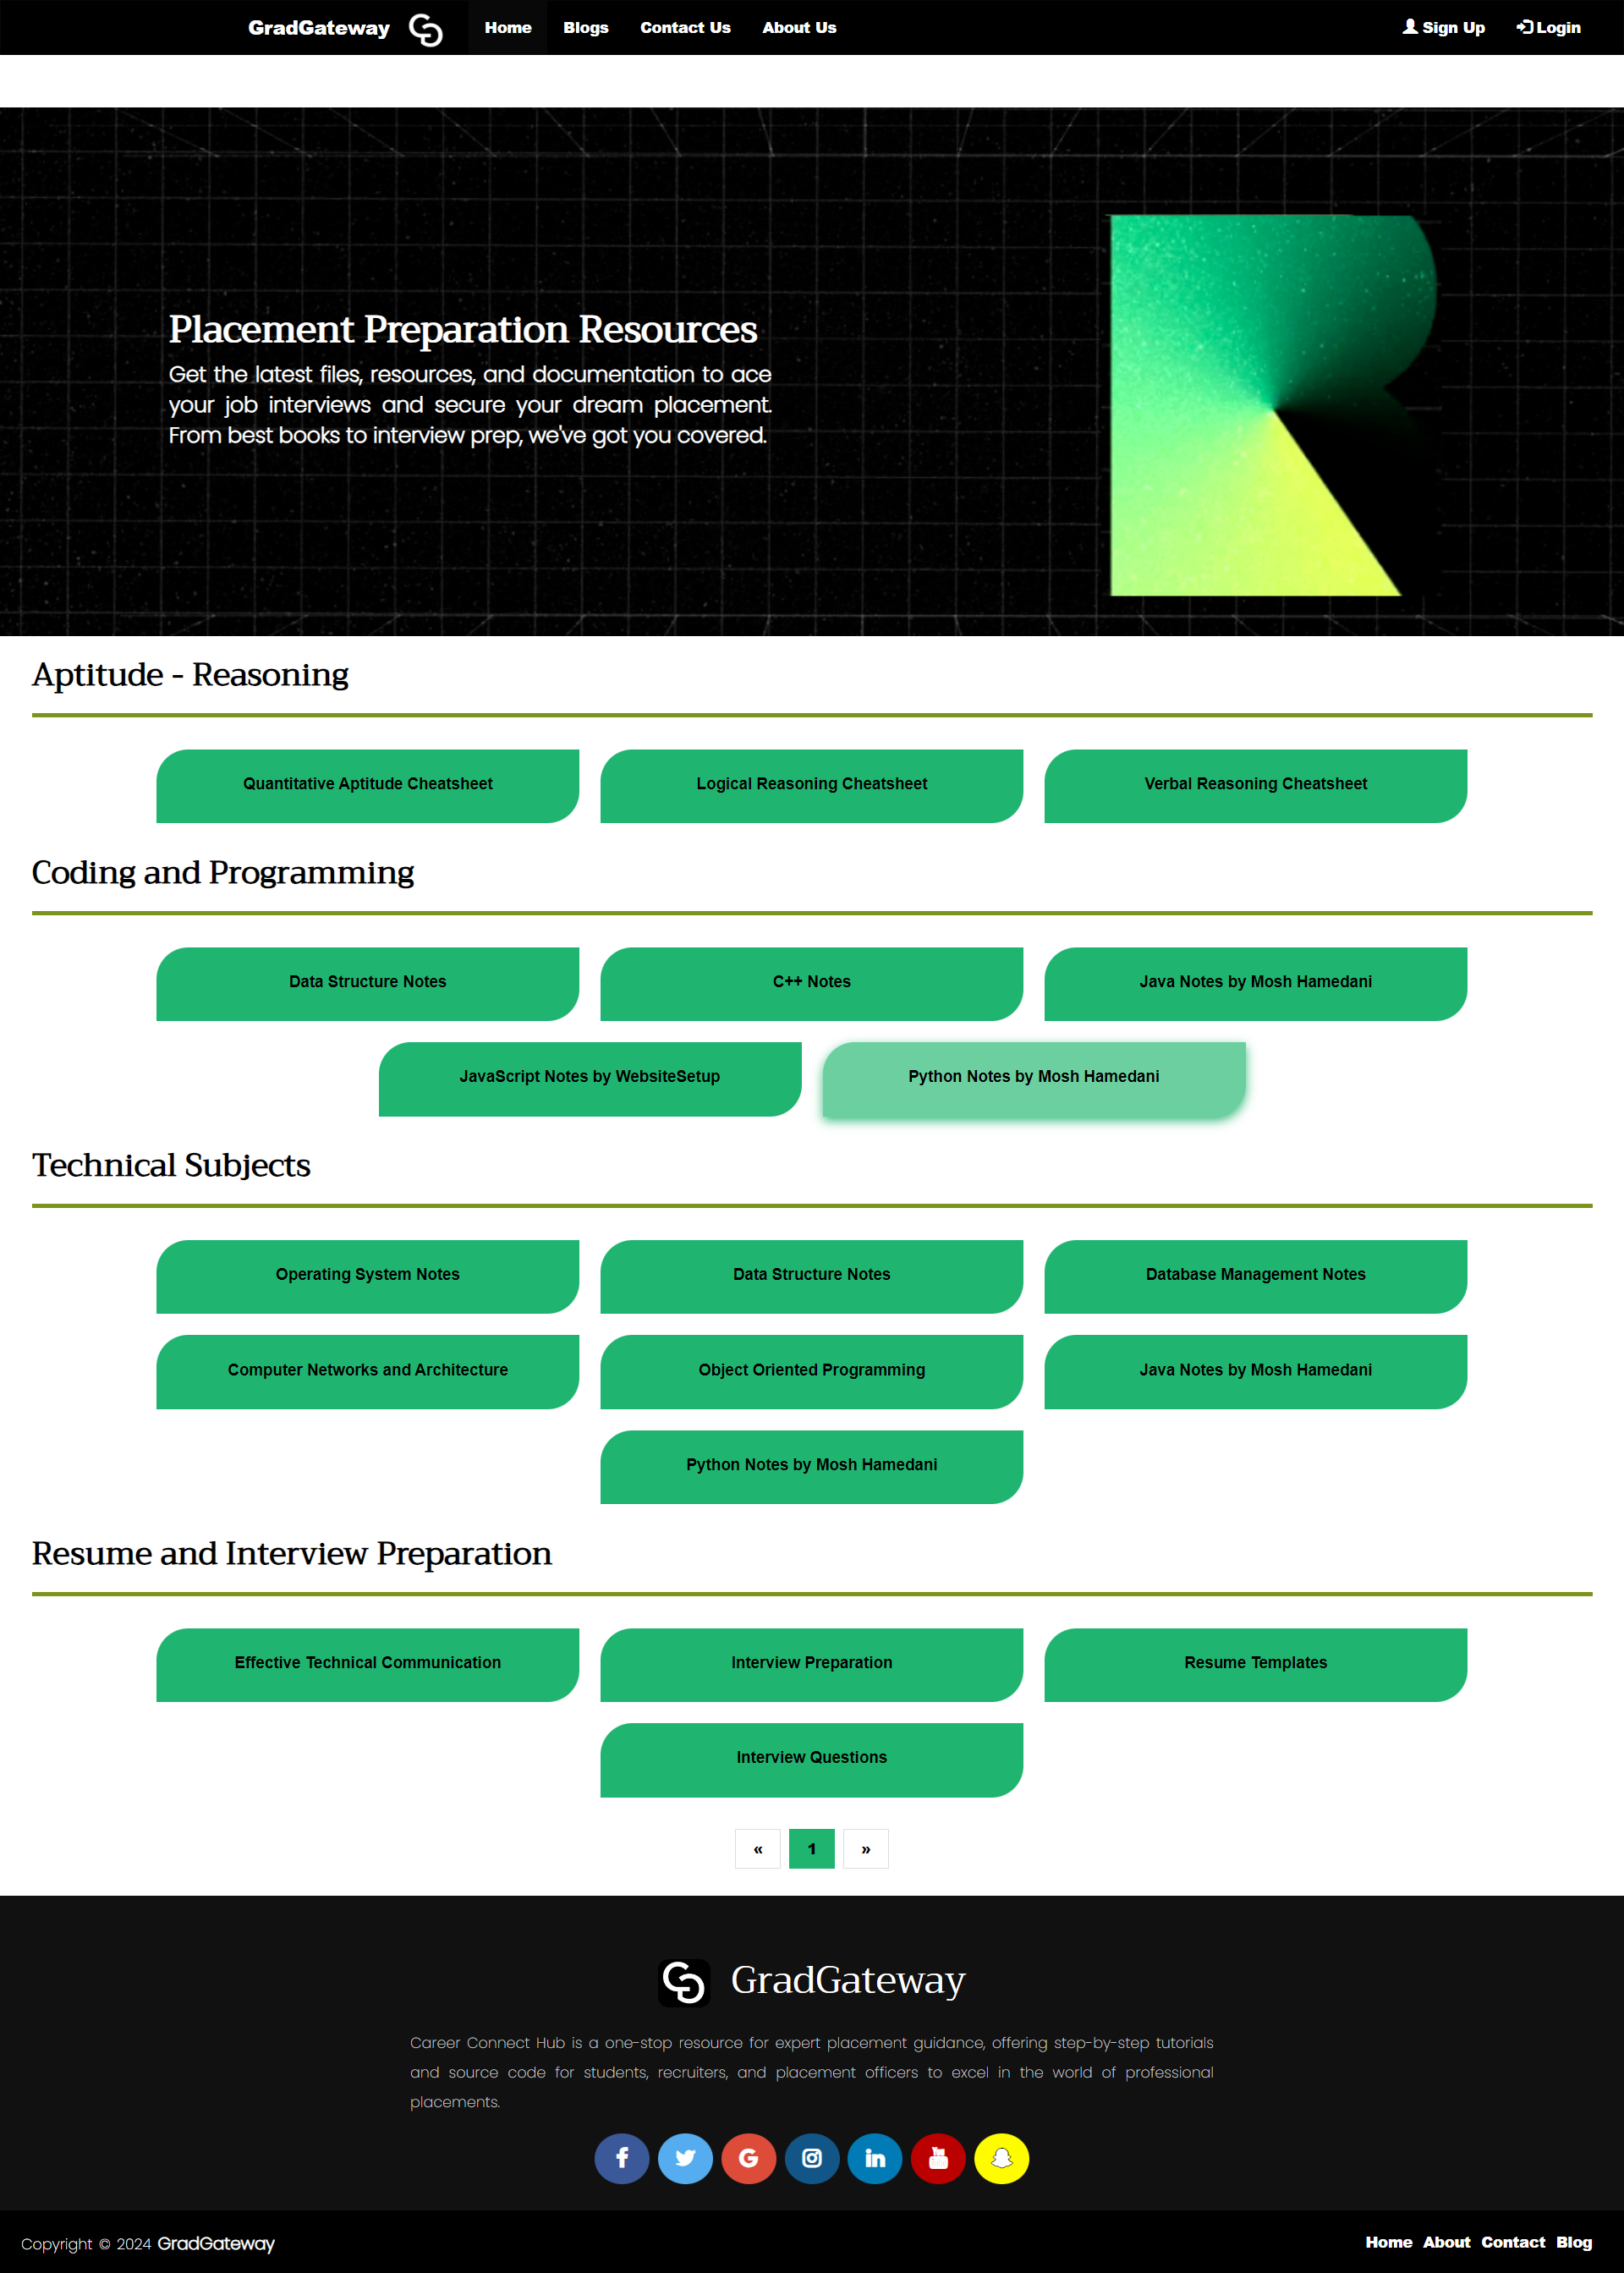 GradGateway
Home
Blogs
Contact Us
About Us
Sign Up
Login
Placement Preparation Resources
Get the latest files, resources, and documentation to ace
your job interviews and secure your dream placement.
From best books to interview prep, we've got you covered.
Aptitude - Reasoning
Quantitative Aptitude Cheatsheet
Logical Reasoning Cheatsheet
Verbal Reasoning Cheatsheet
Coding and Programming
Data Structure Notes
C++ Notes
Java Notes by Mosh Hamedani
JavaScript Notes by WebsiteSetup
Python Notes by Mosh Hamedani
Technical Subjects
Operating System Notes
Data Structure Notes
Database Management Notes
Computer Networks and Architecture
Object Oriented Programming
Java Notes by Mosh Hamedani
Python Notes by Mosh Hamedani
Resume and Interview Preparation
Effective Technical Communication
Interview Preparation
Resume Templates
Interview Questions
«
1
»
GradGateway
Career Connect Hub is a one-stop resource for expert placement guidance, offering step-by-step tutorials
and source code for students, recruiters, and placement officers to excel in the world of professional
placements.
Copyright © 2024 GradGateway
Home About Contact Blog